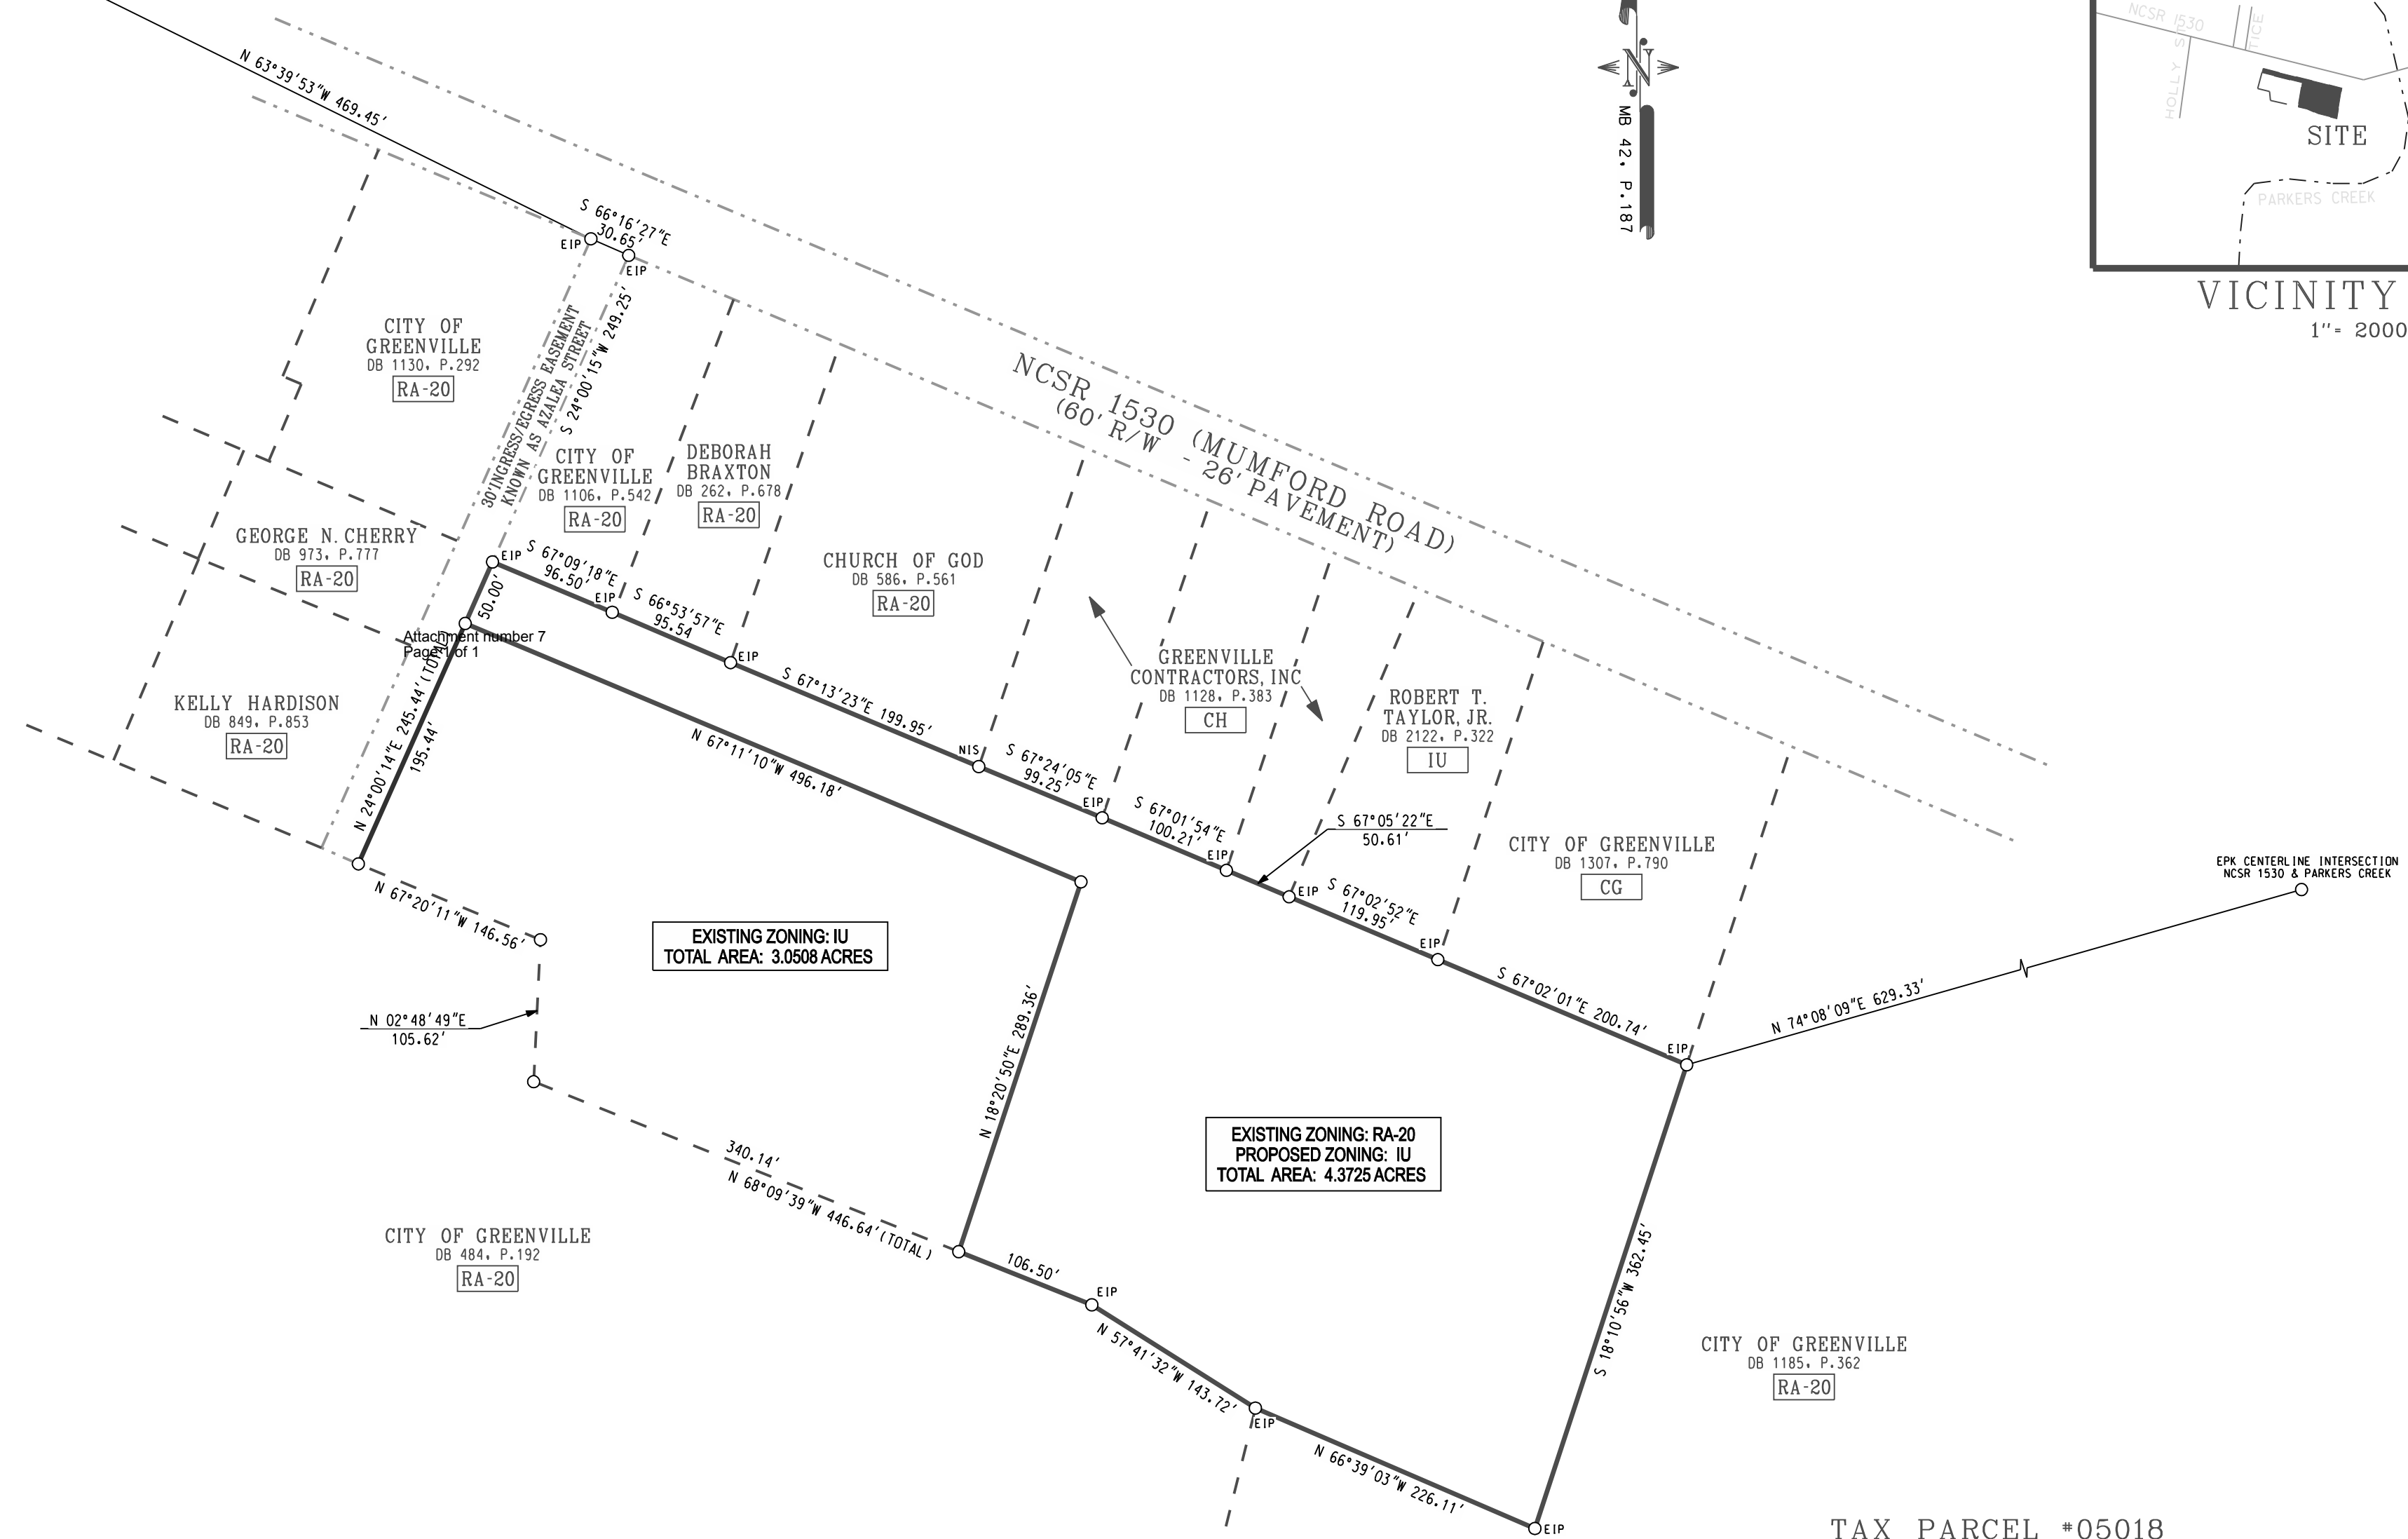 N 63°39'53"W 469.45'
MB 42, P.187
NCSR 1530
HOLLY ST
TICE
SITE
PARKERS CREEK
VICINITY
1"= 2000
S 66°16'27"E
30.65'
EIP
EIP
30'INGRESS/EGRESS EASEMENT
KNOWN AS AZALEA STREET
S 24°00'15"W 249.25'
CITY OF
GREENVILLE
DB 1130, P.292
RA-20
CITY OF
GREENVILLE
DB 1106, P.542
RA-20
DEBORAH
BRAXTON
DB 262, P.678
RA-20
NCSR 1530 (MUMFORD ROAD)
(60' R/W - 26' PAVEMENT)
GEORGE N. CHERRY
DB 973, P.777
RA-20
CHURCH OF GOD
DB 586, P.561
RA-20
EIP
S 67°09'18"E
96.50'
50.00'
EIP
S 66°53'57"E
95.54
EIP
Attachment number 7
Page 1 of 1
KELLY HARDISON
DB 849, P.853
RA-20
N 24°00'14"E 245.44'(TOTAL)
195.44'
GREENVILLE
CONTRACTORS, INC
DB 1128, P.383
CH
ROBERT T.
TAYLOR, JR.
DB 2122, P.322
IU
S 67°13'23"E 199.95'
NIS
N 67°11'10"W 496.18'
S 67°24'05"E
99.25'
EIP
S 67°01'54"E
100.21'
EIP
S 67°05'22"E
50.61'
EIP
S 67°02'52"E
119.95'
EIP
CITY OF GREENVILLE
DB 1307, P.790
CG
EPK CENTERLINE INTERSECTION
NCSR 1530 & PARKERS CREEK
S 67°02'01"E 200.74'
EIP
N 74°08'09"E 629.33'
N 67°20'11"W 146.56'
EXISTING ZONING: IU
TOTAL AREA: 3.0508 ACRES
N 02°48'49"E
105.62'
N 18°20'50"E 289.36'
EXISTING ZONING: RA-20
PROPOSED ZONING: IU
TOTAL AREA: 4.3725 ACRES
340.14'
N 68°09'39"W 446.64'(TOTAL)
CITY OF GREENVILLE
DB 484, P.192
RA-20
106.50'
EIP
N 57°41'32"W 143.72'
EIP
S 18°10'56"W 362.45'
CITY OF GREENVILLE
DB 1185, P.362
RA-20
N 66°39'03"W 226.11'
EIP
TAX PARCEL #05018